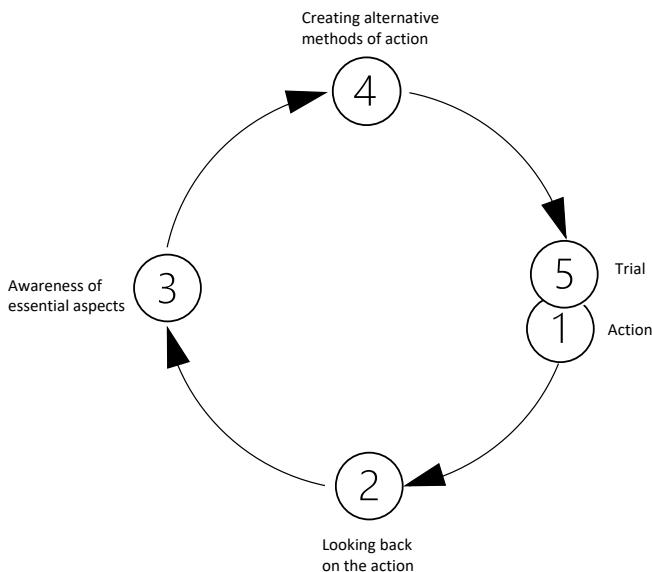 Creating alternative
methods of action
4
5
Trial
3
Awareness of
essential aspects
1
Action
2
Looking back
on the action